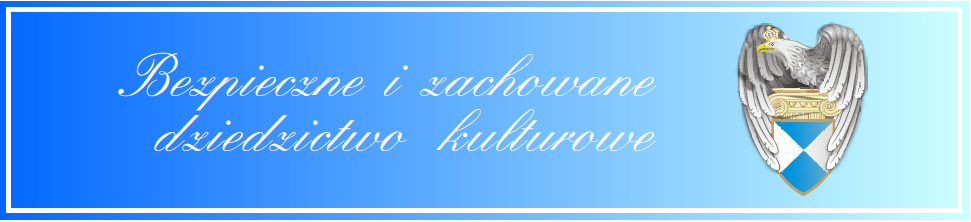 Bezpieczne i zachowane
dziedzictwo kulturowe